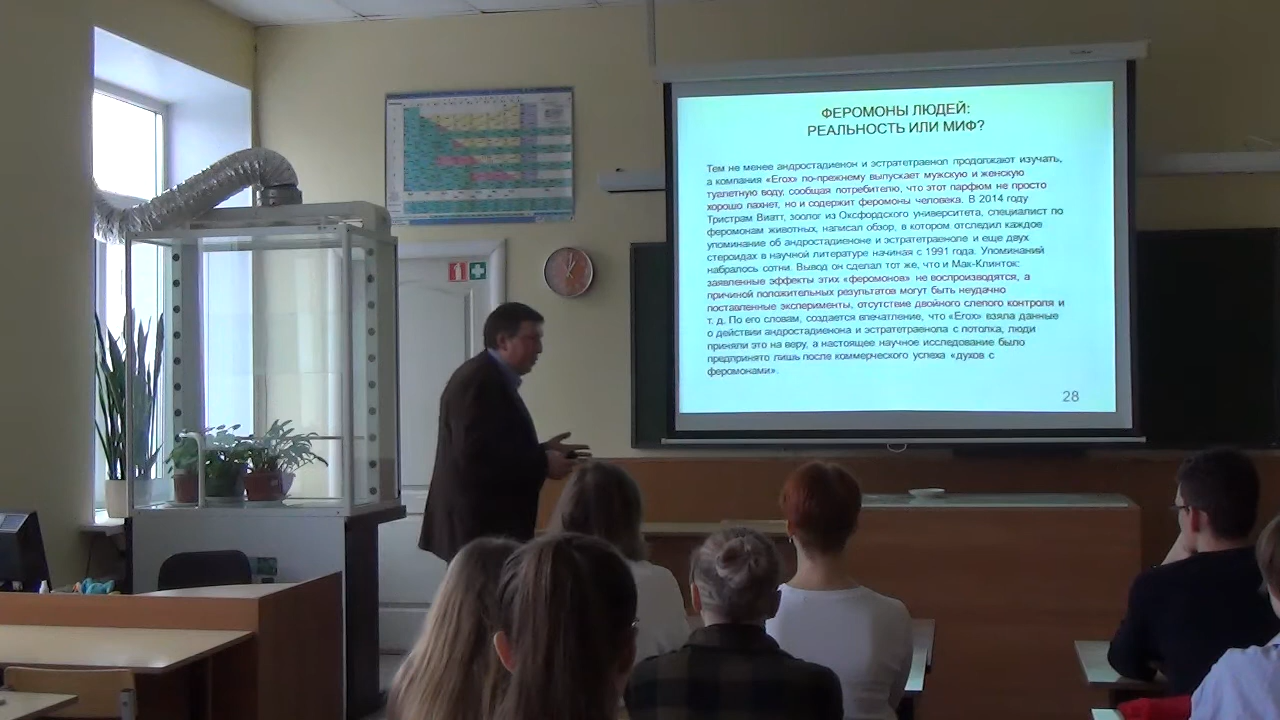 ФЕРОМОНЫ ЛЮДЕЙ:
РЕАЛЬНОСТЬ ИЛИ МИФ?
Тем не менее андростадиенон и эстратетраенол продолжают изучать,
а компания «Erox» по-прежнему выпускает мужскую и женскую
туалетную воду, сообщая потребителю, что этот парфюм не просто
хорошо пахнет, но и содержит феромоны человека. В 2014 году
Тристрам Виатт, зоолог из Оксфордского университета, специалист по
феромонам животных, написал обзор, в котором отследил каждое
упоминание об андростадиеноне и эстратетраеноле и еще двух
стероидах в научной литературе начиная с 1991 года. Упоминаний
набралось сотни. Вывод он сделал тот же, что и Мак-Клинток:
заявленные эффекты этих «феромонов» не воспроизводятся, а
причиной положительных результатов могут быть неудачно
поставленные эксперименты, отсутствие двойного слепого контроля и
т. д. По его словам, создается впечатление, что «Erox» взяла данные
о действии андростадиенона и эстратетраенола с потолка, люди
приняли это на веру, а настоящее научное исследование было
предпринято лишь после коммерческого успеха «духов с
феромонами».
28